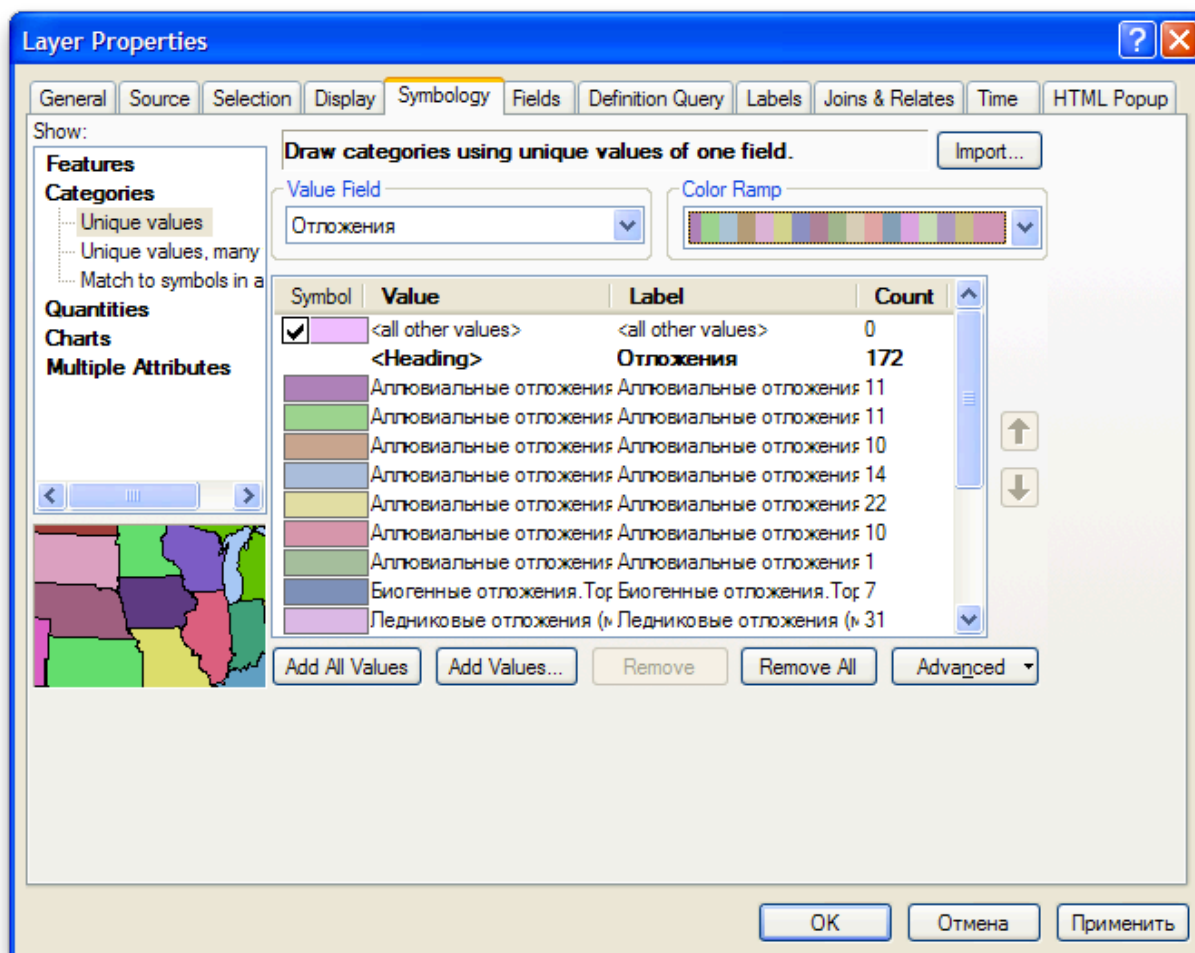 Layer Properties
General Source Selection Display Symbology Fields Definition Query Labels Joins & Relates Time HTML Popup
Show:
Features
Categories
Unique values
Unique values, many
Match to symbols in a
Quantities
Charts
Multiple Attributes
Draw categories using unique values of one field.
Import...
Value Field
Отложения
Color Ramp
Symbol Value Label Count
<all other values> <all other values> 0
<Heading> Отложения 172
Аллювиальные отложения Аллювиальные отложения 11
Аллювиальные отложения Аллювиальные отложения 11
Аллювиальные отложения Аллювиальные отложения 10
Аллювиальные отложения Аллювиальные отложения 14
Аллювиальные отложения Аллювиальные отложения 22
Аллювиальные отложения Аллювиальные отложения 10
Аллювиальные отложения Аллювиальные отложения 1
Биогенные отложения.Тор Биогенные отложения.Тор 7
Ледниковые отложения (м Ледниковые отложения (м 31
Add All Values Add Values... Remove Remove All Advanced
OK Отмена Применить